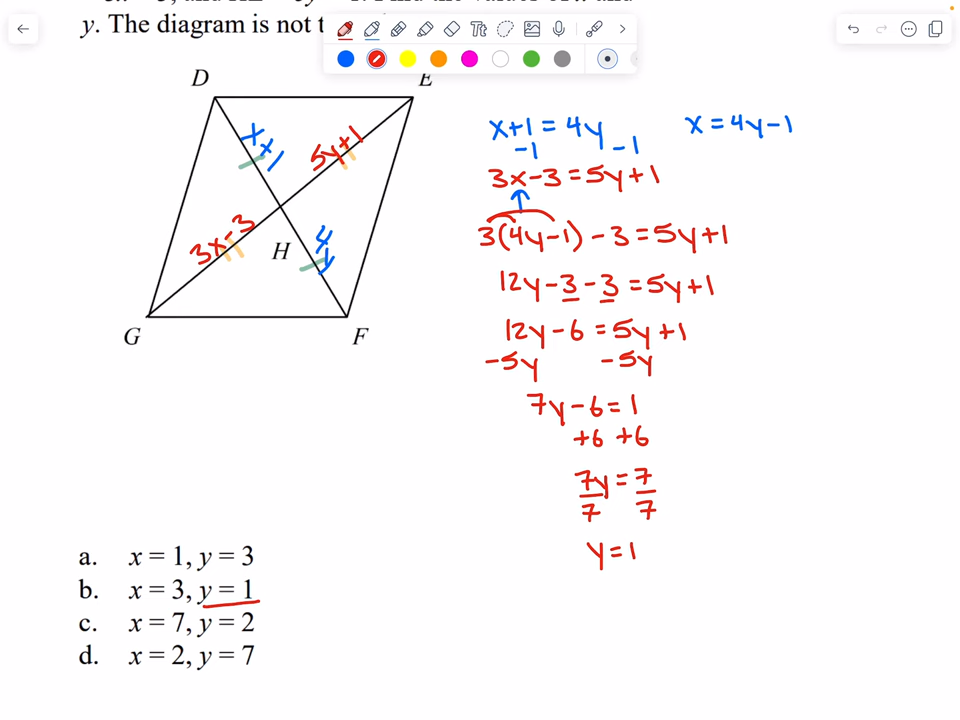 y. The diagram is not t
D
E
x+1
5y+1
3x-3
H
4y
G
F
x+1=4y
-1 -1
x=4y-1
3x-3=5y+1
3(4y-1)-3=5y+1
12y-3-3=5y+1
12y-6=5y+1
-5y -5y
7y-6=1
+6 +6
7y=7
7 7
y=1
a. x = 1, y = 3
b. x = 3, y = 1
c. x = 7, y = 2
d. x = 2, y = 7